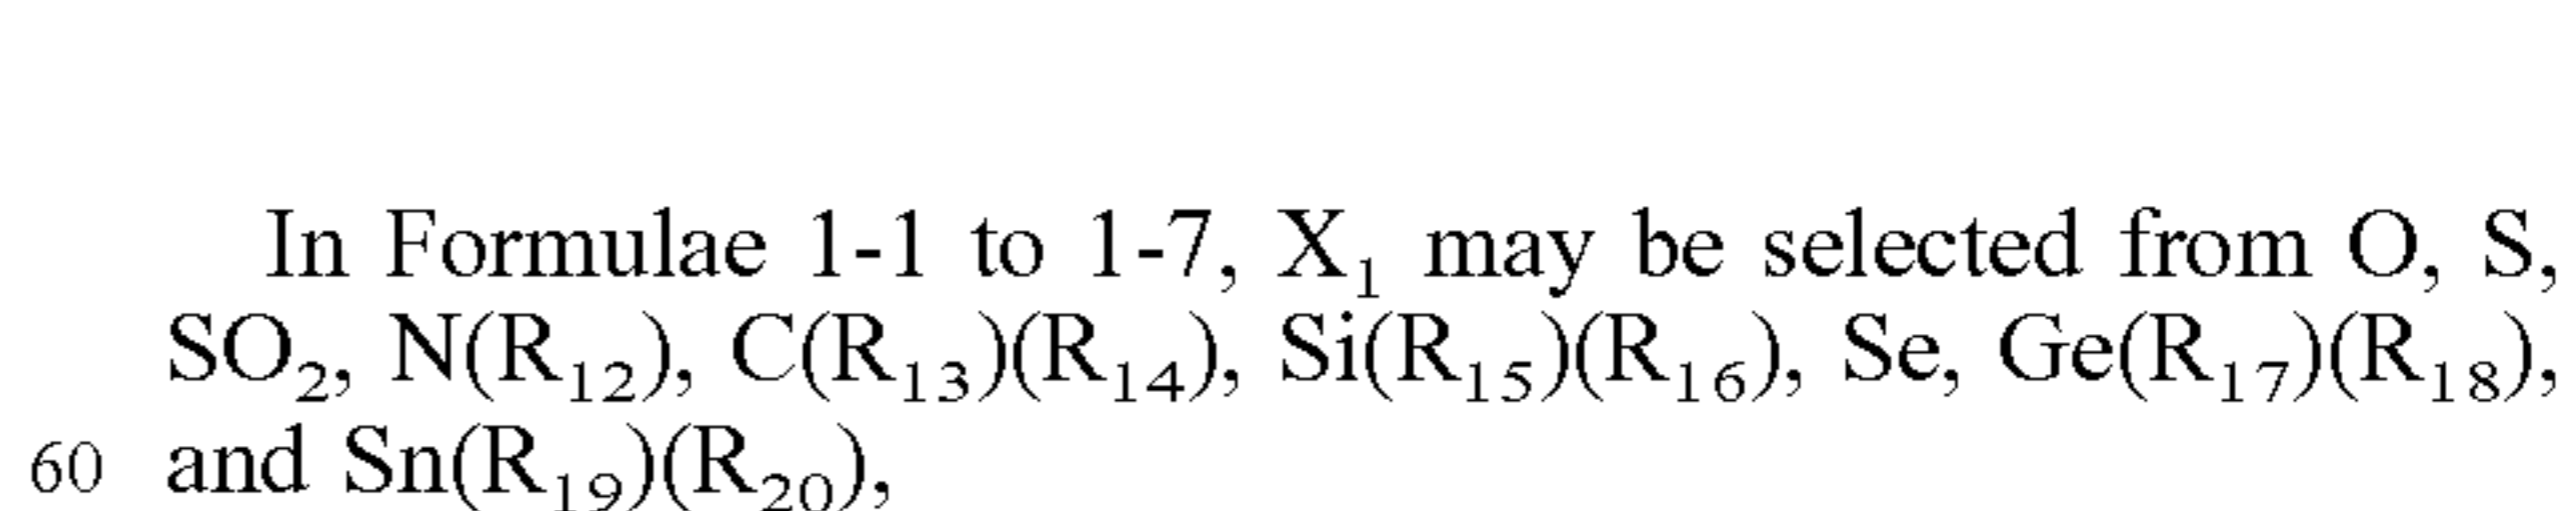 In Formulae 1-1 to 1-7, X₁ may be selected from O, S,
SO₂, N(R₁₂), C(R₁₃)(R₁₄), Si(R₁₅)(R₁₆), Se, Ge(R₁₇)(R₁₈),
60 and Sn(R₁₉)(R₂₀),